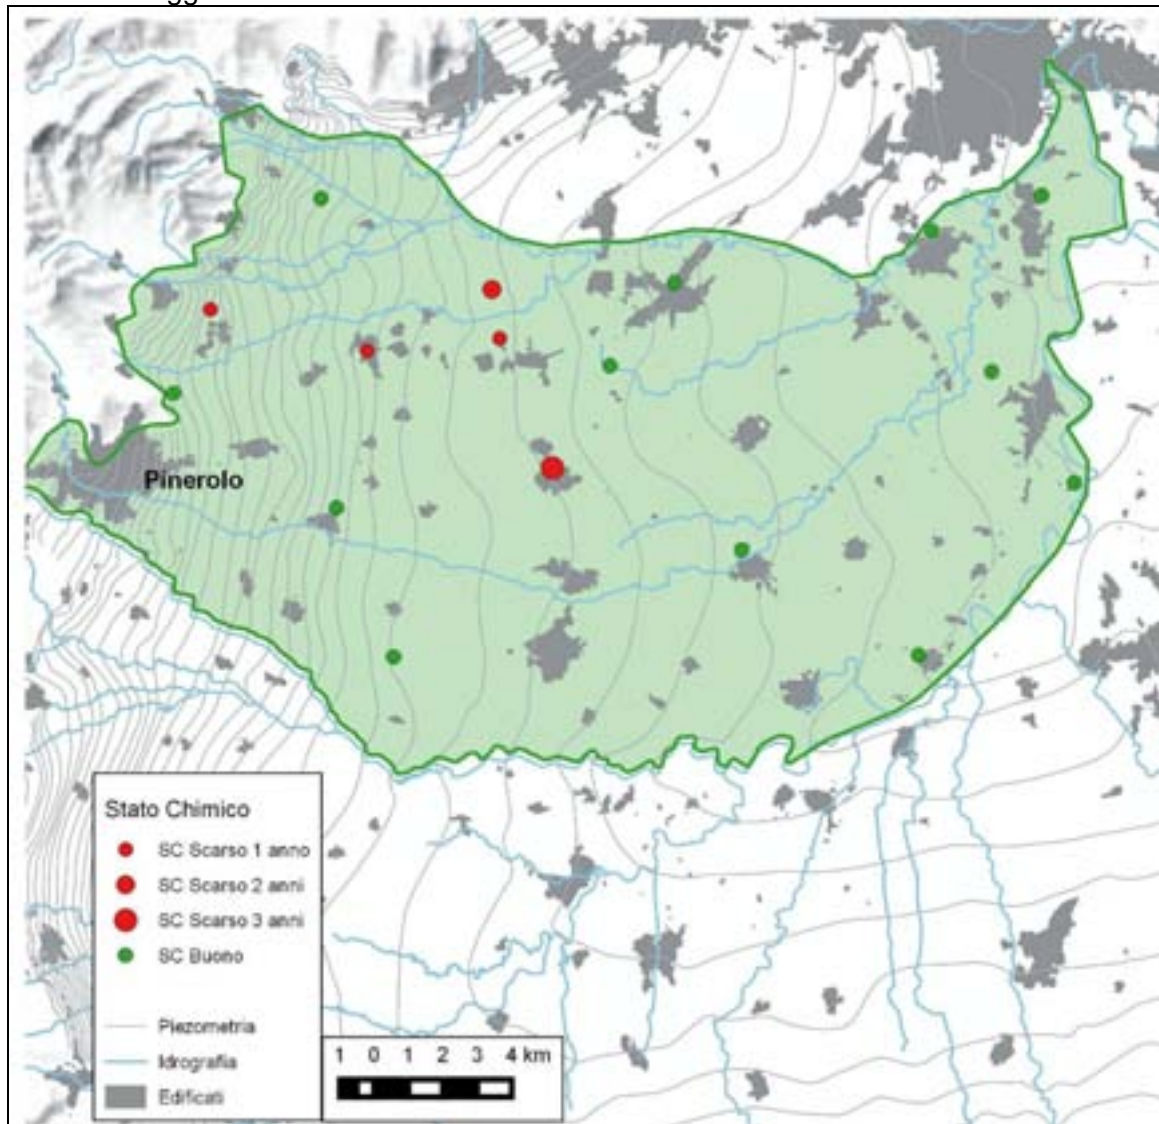 Pinerolo
Stato Chimico
SC Scarso 1 anno
SC Scarso 2 anni
SC Scarso 3 anni
SC Buono
Piezometria
Idrografia
Edificati
1 0 1 2 3 4 km